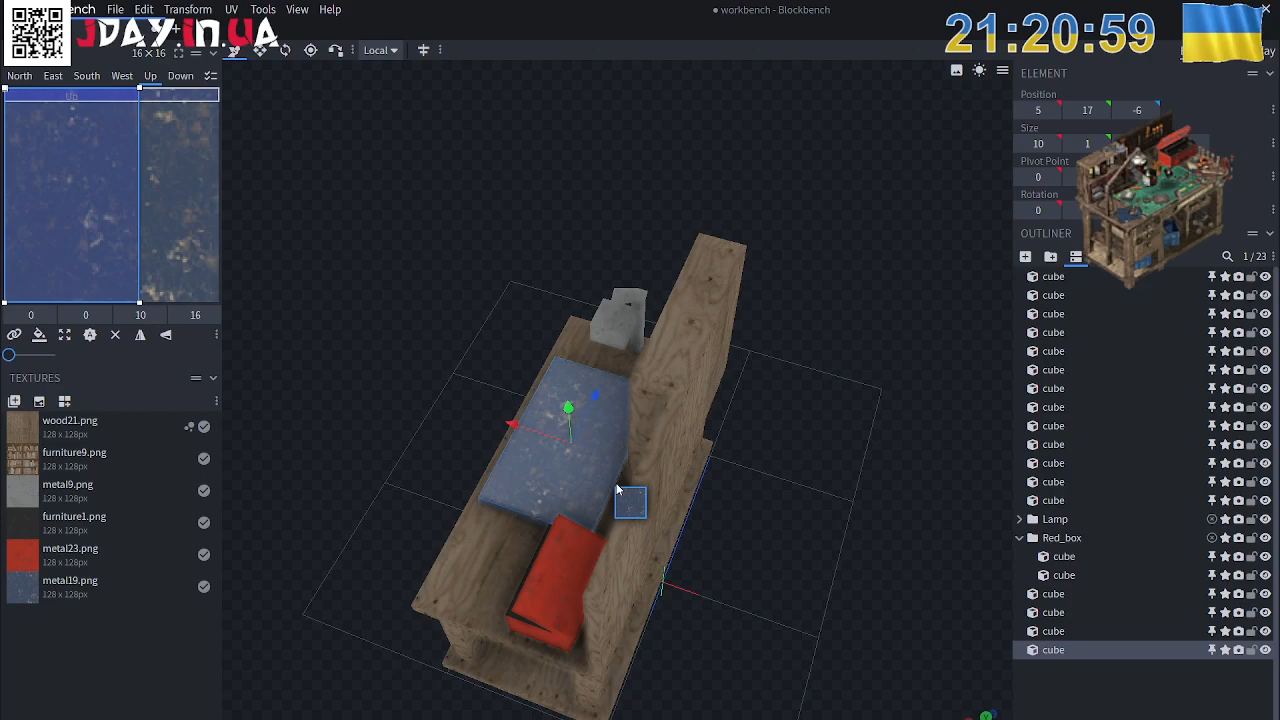 JDAY.in.UA
bench File Edit Transform UV Tools View Help
workbench - Blockbench
21:20:59
16 × 16
Local
North East South West Up Down
Up
0 0 10 16
TEXTURES
wood21.png
128 x 128px
furniture9.png
128 x 128px
metal9.png
128 x 128px
furniture1.png
128 x 128px
metal23.png
128 x 128px
metal19.png
128 x 128px
ELEMENT
Position
5 17 -6
Size
10 1
Pivot Point
0
Rotation
0
OUTLINER
1/23
cube
cube
cube
cube
cube
cube
cube
cube
cube
cube
cube
cube
cube
Lamp
Red_box
cube
cube
cube
cube
cube
cube